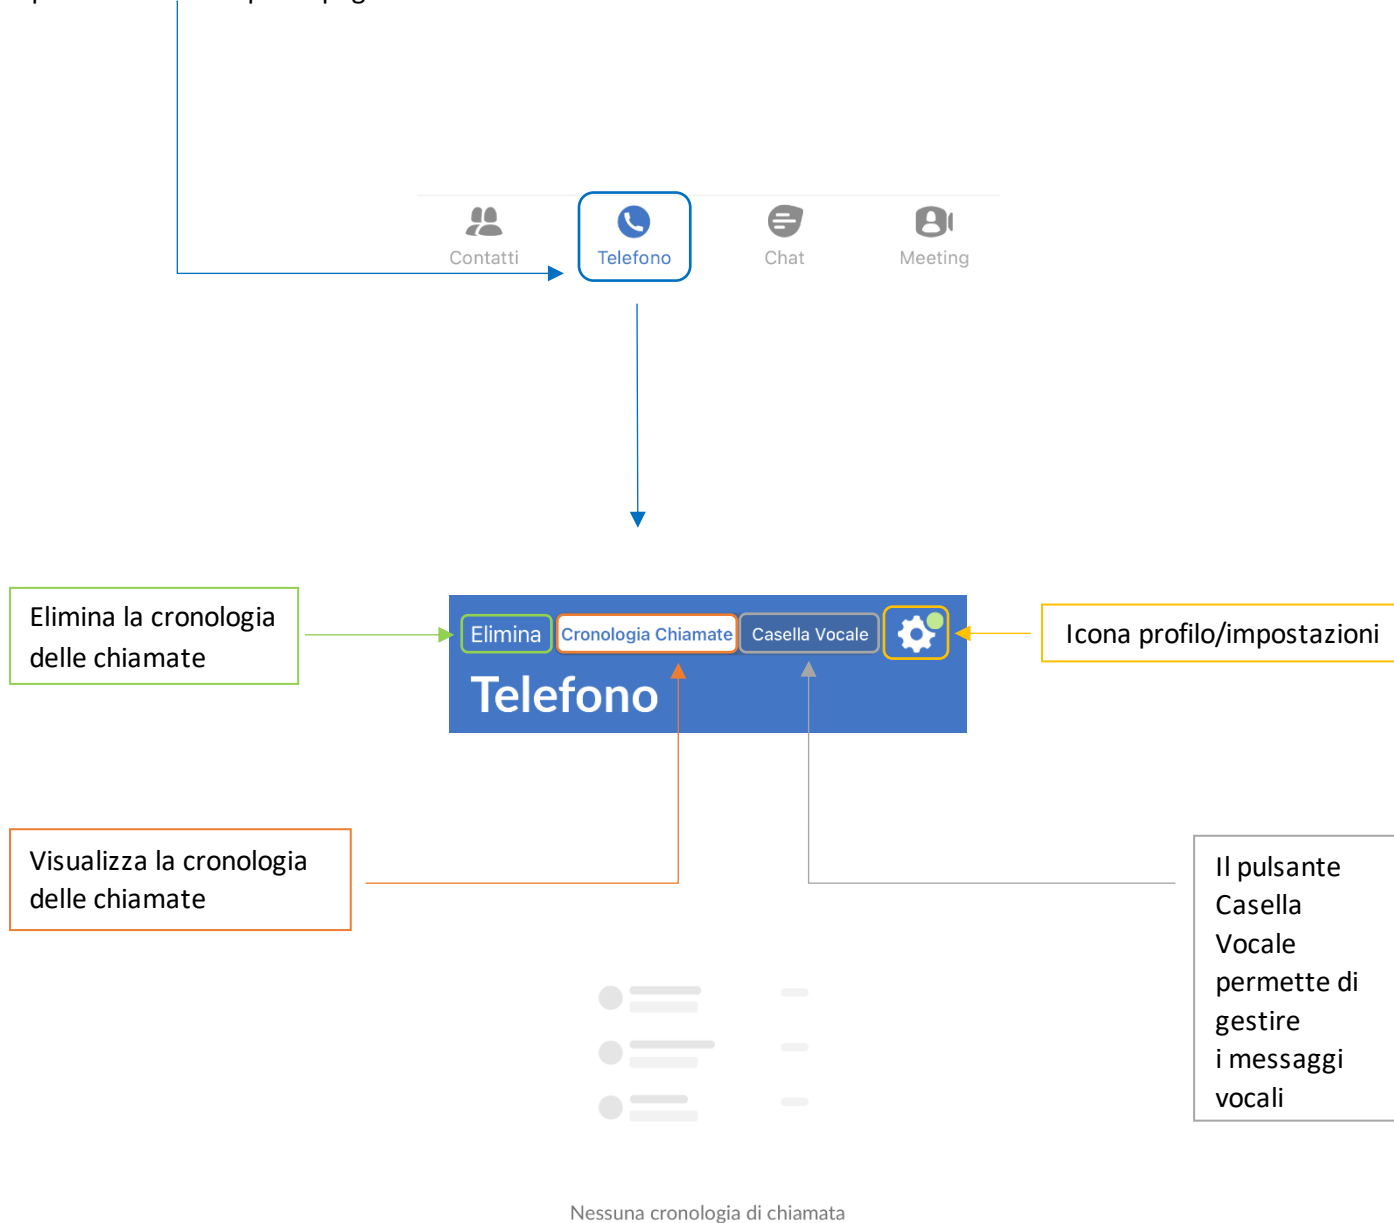 Contatti
Telefono
Chat
Meeting
Elimina la cronologia
delle chiamate
Elimina
Cronologia Chiamate
Casella Vocale
Icona profilo/impostazioni
Telefono
Visualizza la cronologia
delle chiamate
Il pulsante
Casella
Vocale
permette di
gestire
i messaggi
vocali
Nessuna cronologia di chiamata